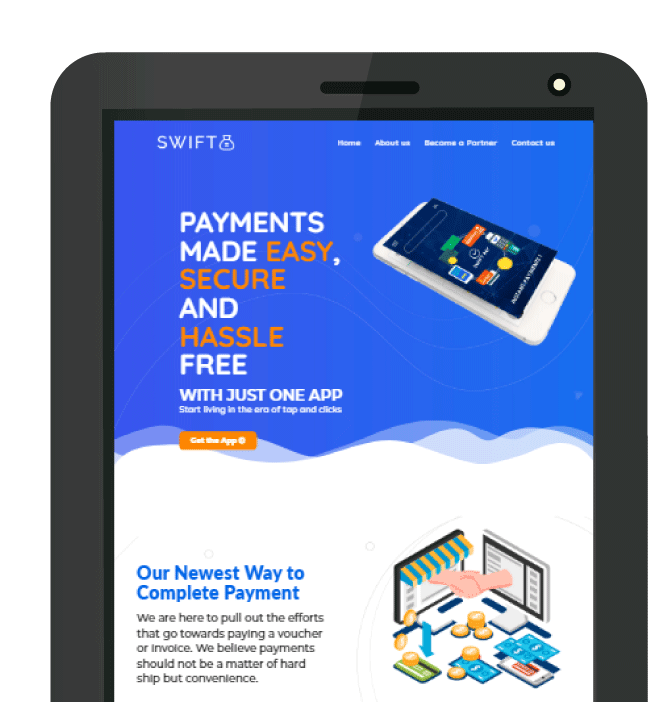 SWIFT
Home About us Become a Partner Contact us
PAYMENTS
MADE EASY,
SECURE
AND
HASSLE
FREE
WITH JUST ONE APP
Start living in the era of tap and clicks
Get the App
INSTANT PAYMENTS!
Our Newest Way to
Complete Payment
We are here to pull out the efforts
that go towards paying a voucher
or invoice. We believe payments
should not be a matter of hard
ship but convenience.